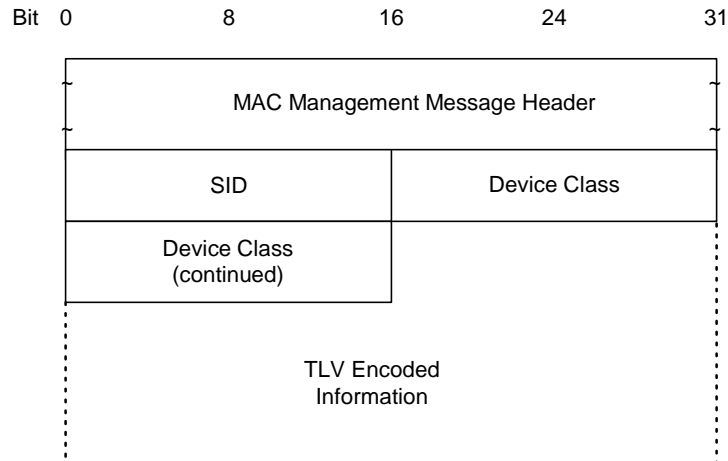 Bit 0 8 16 24 31
MAC Management Message Header
SID Device Class
Device Class
(continued)
TLV Encoded
Information